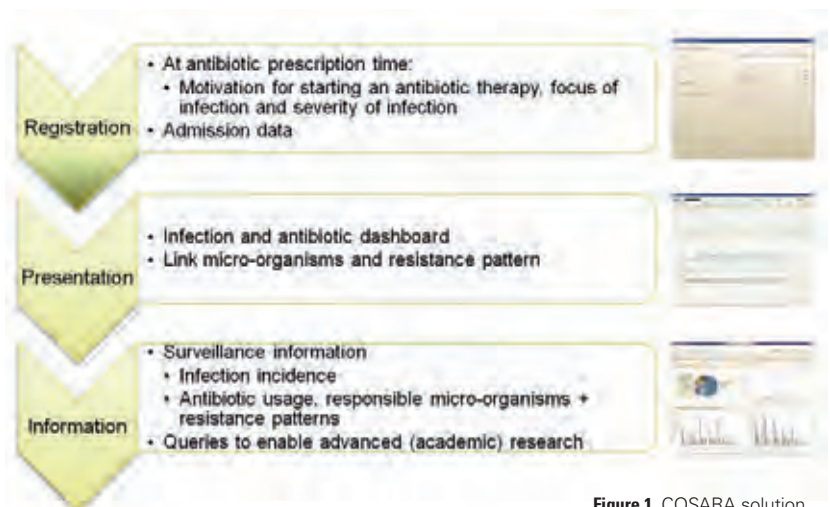 Registration
• At antibiotic prescription time:
• Motivation for starting an antibiotic therapy, focus of
infection and severity of infection
• Admission data
Presentation
• Infection and antibiotic dashboard
• Link micro-organisms and resistance pattern
Information
• Surveillance information
• Infection incidence
• Antibiotic usage, responsible micro-organisms +
resistance patterns
• Queries to enable advanced (academic) research
Figure 1. COSARA solution